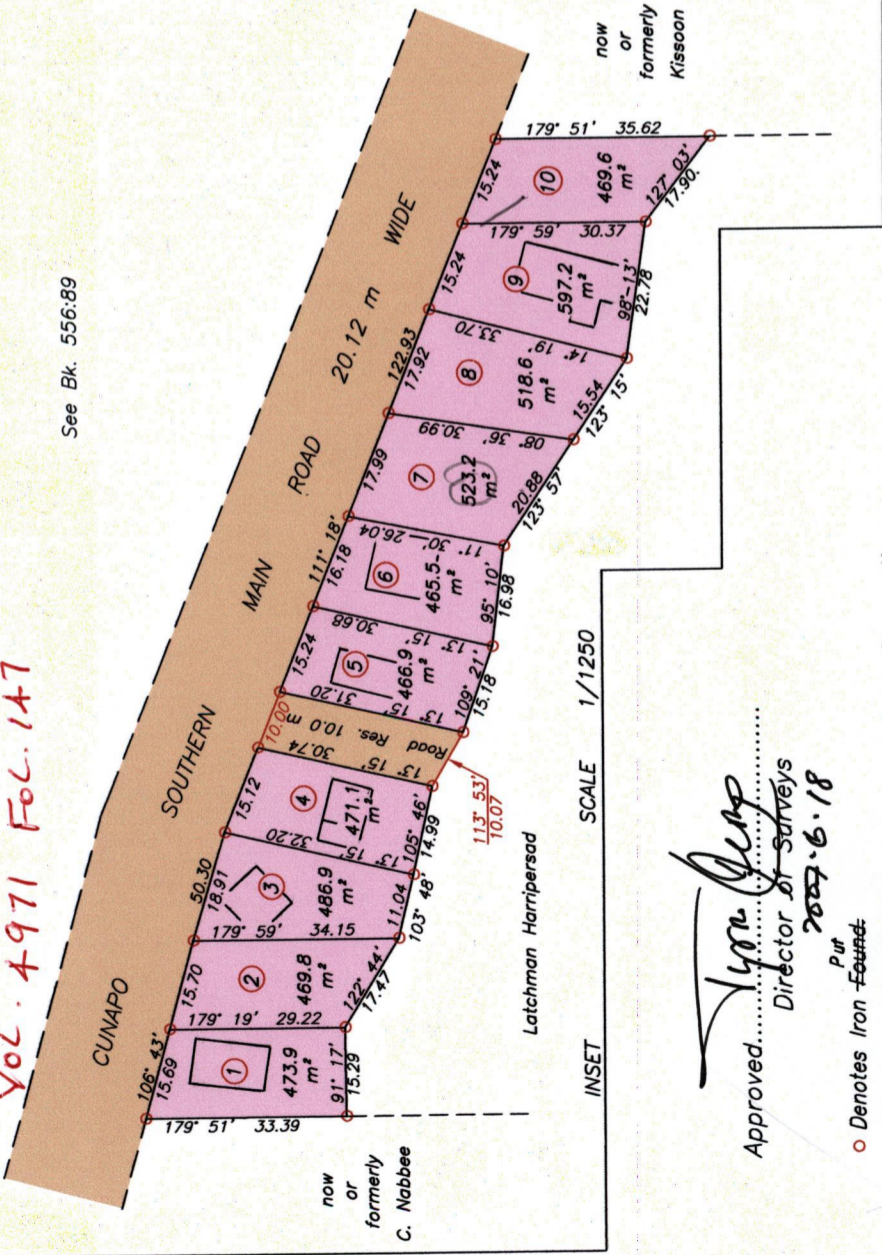 VOL. 4971 FOL. 147
See Bk. 556:89
CUNAPO SOUTHERN MAIN ROAD 20.12 m WIDE
now
or
formerly
C. Nabbee
now
or
formerly
Kissoon
106° 43'
50.30
111° 18'
122.93
15.69
15.70
18.91
15.12
10.00
15.24
16.18
17.99
17.92
15.24
15.24
179° 51' 33.39
1
473.9
m²
91° 17'
15.29
179° 19' 29.22
2
469.8
m²
122° 44'
17.47
179° 59' 34.15
3
486.9
m²
11.04
103° 48'
13° 15' 32.20
4
471.1
m²
105° 46'
14.99
13° 15' 30.74
Road Res. 10.0 m
113° 53'
10.07
13° 15' 31.20
5
466.9
m²
109° 21'
15.18
13° 15' 30.68
6
465.5
m²
95° 10'
16.98
11° 30' 26.04
7
523.2
m²
20.88
123° 57'
08° 36' 30.99
8
518.6
m²
15.54
123° 15'
14° 19' 33.70
9
597.2
m²
98°-13'
22.78
179° 59' 30.37
10
469.6
m²
127° 03'
17.90.
179° 51' 35.62
Latchman Harripersad
INSET
SCALE 1/1250
Approved..............................
Director of Surveys
Put
Denotes Iron Found.